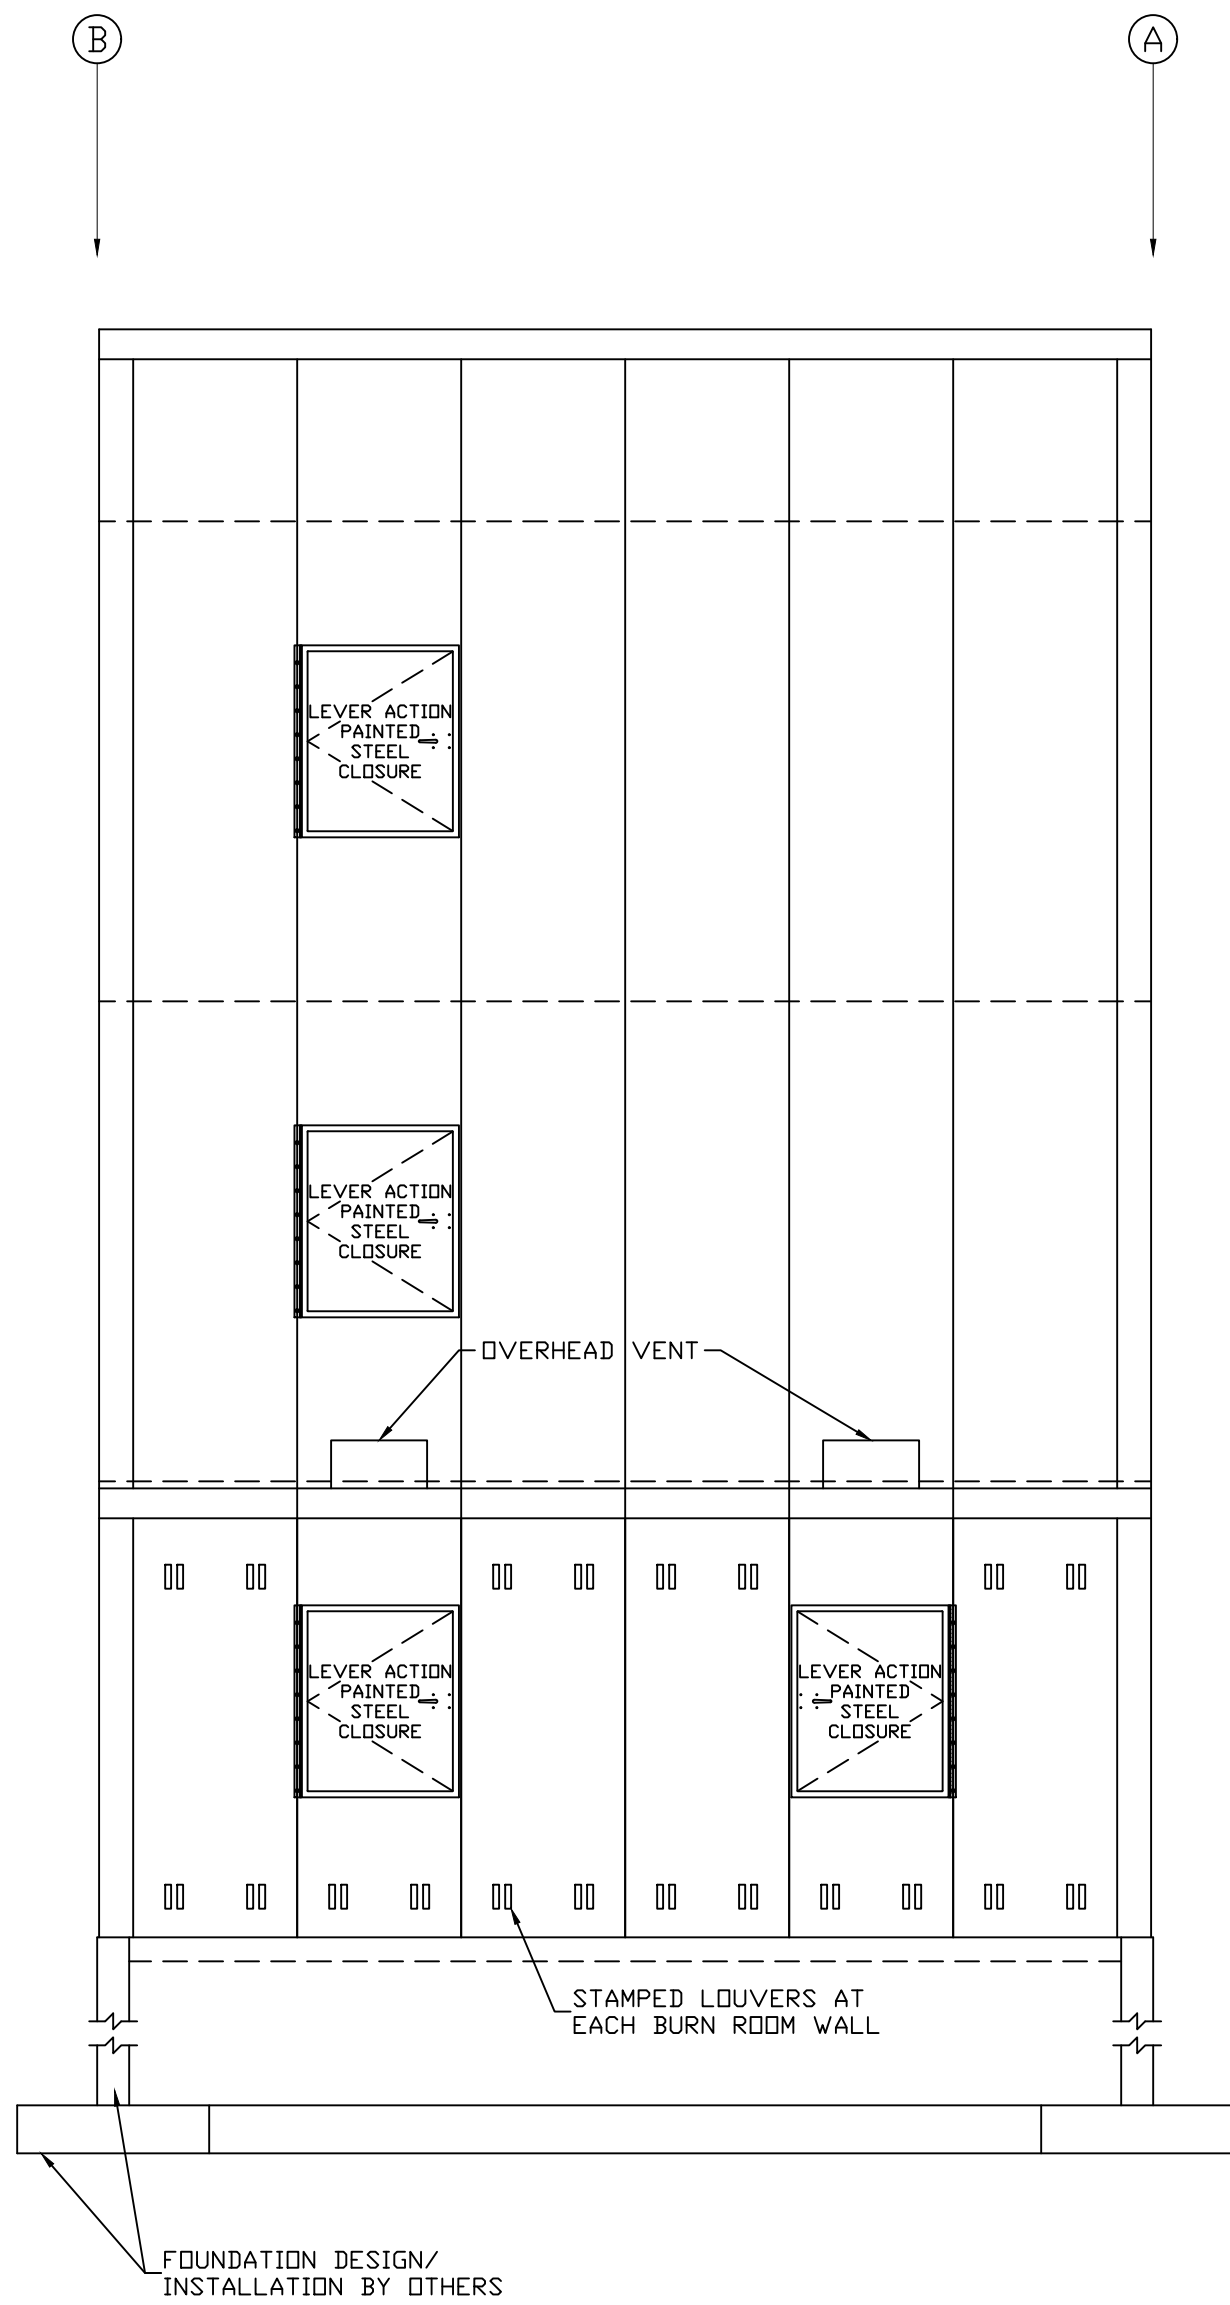 B
A
LEVER ACTION
PAINTED
STEEL
CLOSURE
LEVER ACTION
PAINTED
STEEL
CLOSURE
OVERHEAD VENT
LEVER ACTION
PAINTED
STEEL
CLOSURE
LEVER ACTION
PAINTED
STEEL
CLOSURE
STAMPED LOUVERS AT
EACH BURN ROOM WALL
FOUNDATION DESIGN/
INSTALLATION BY OTHERS